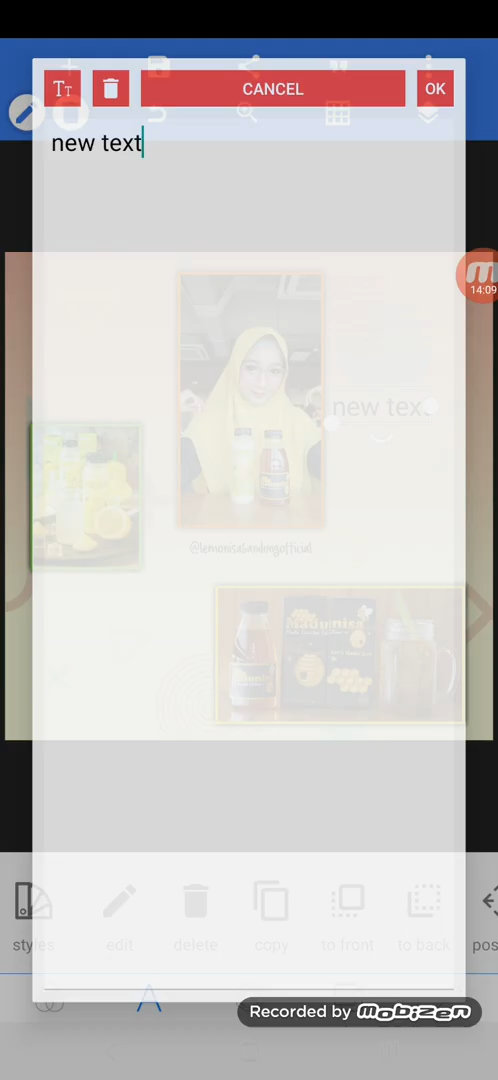 CANCEL
OK
new text
14:09
new text
@lemonisabandungofficial
Madunisa
styles
edit
delete
copy
to front
to back
pos
Recorded by mobizen